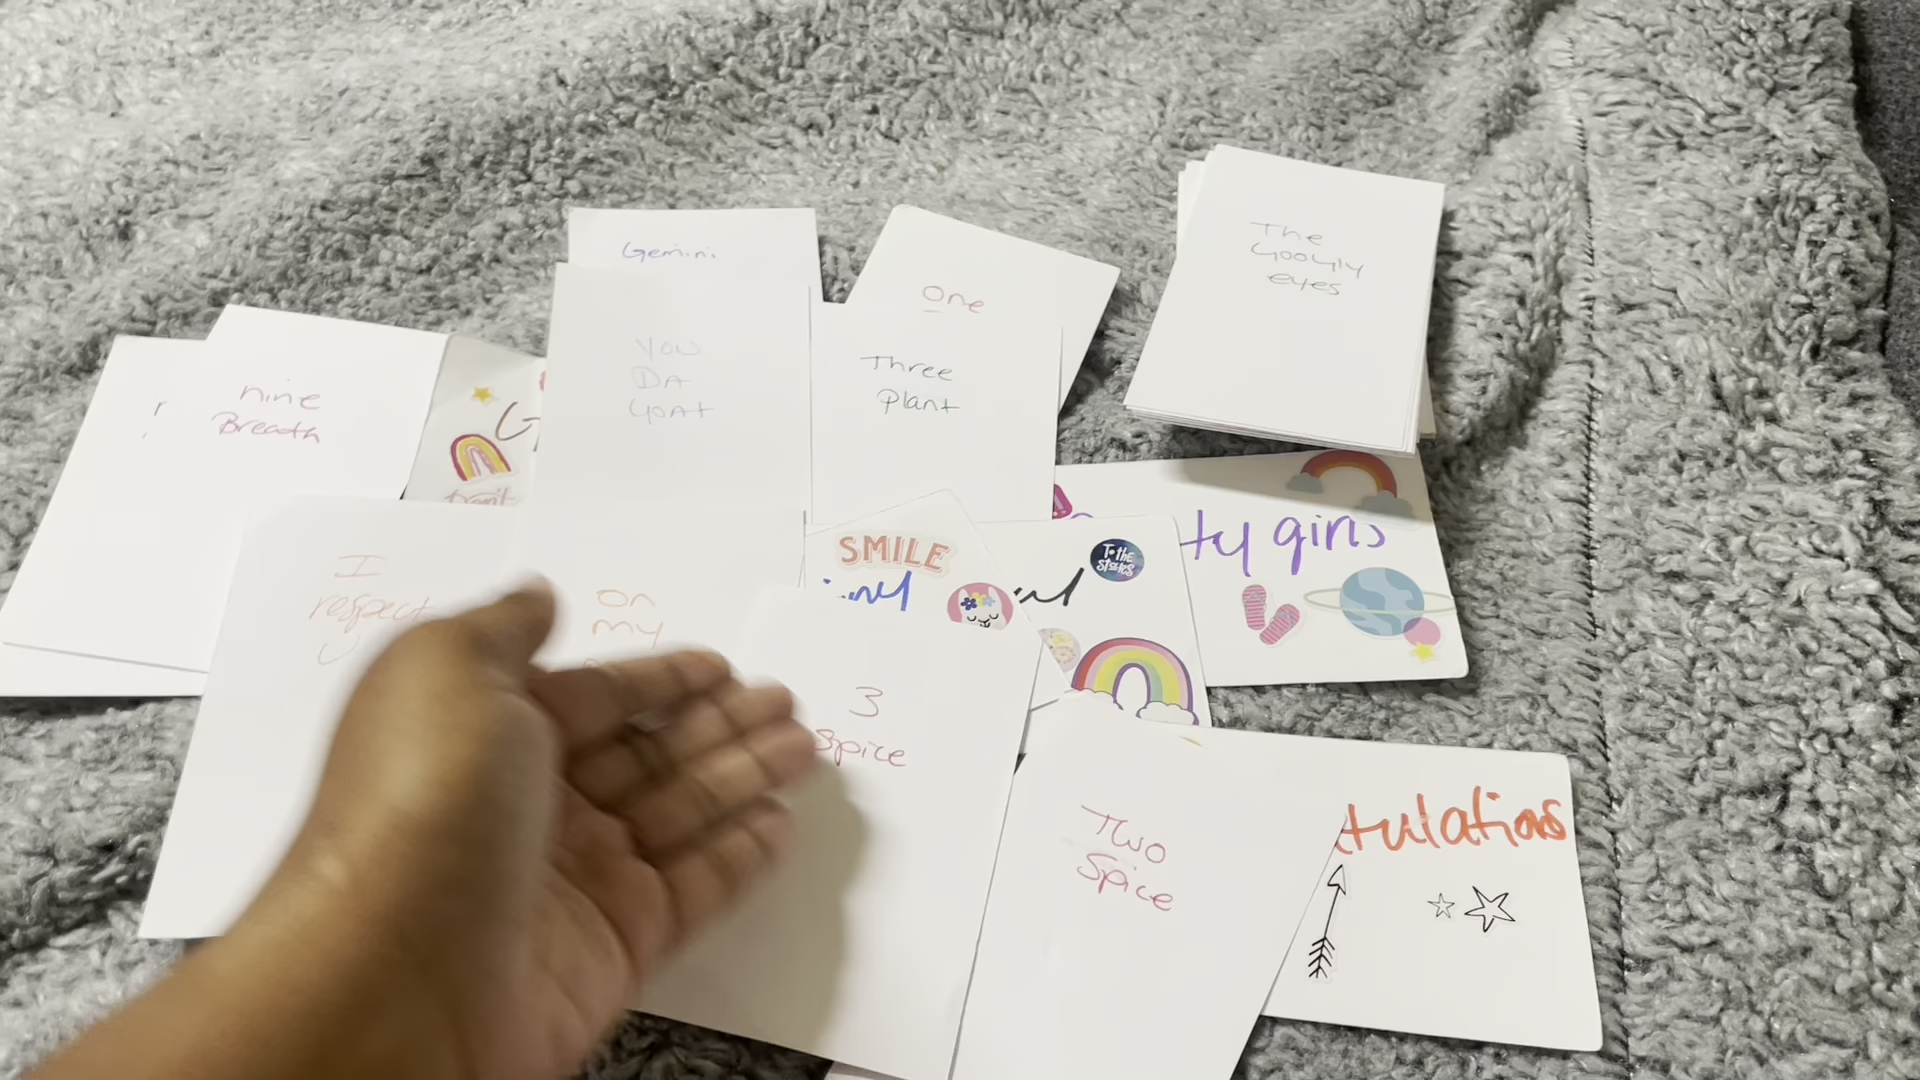 Gemini
The
Googly
eyes
One
You
Da
Goat
Three
Plant
nine
Breath
ty girls
SMILE
To the
stars
I
respect
On
my
3
Spice
Two
Spice
tulations